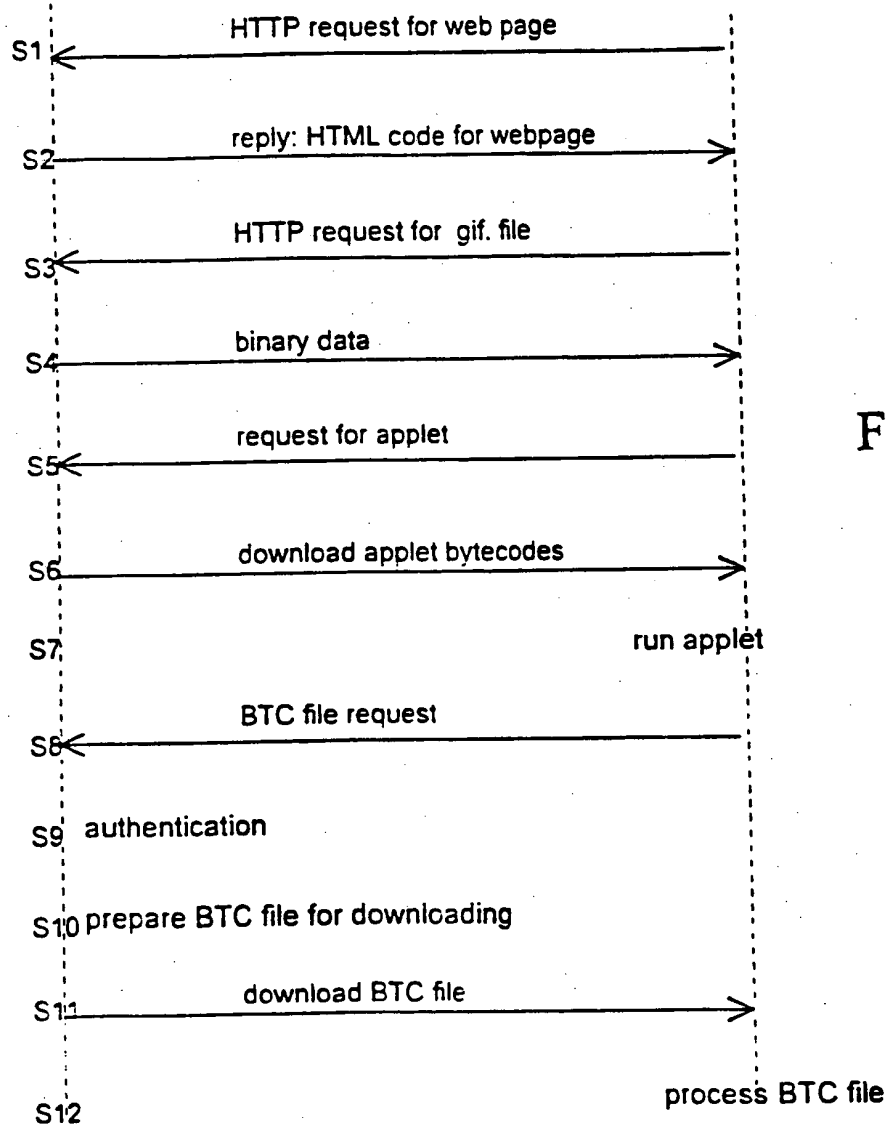 HTTP request for web page
S1
reply: HTML code for webpage
S2
HTTP request for gif. file
S3
binary data
S4
request for applet
F
S5
download applet bytecodes
S6
S7 run applet
BTC file request
S8
S9 authentication
S10 prepare BTC file for downloading
download BTC file
S11
process BTC file
S12